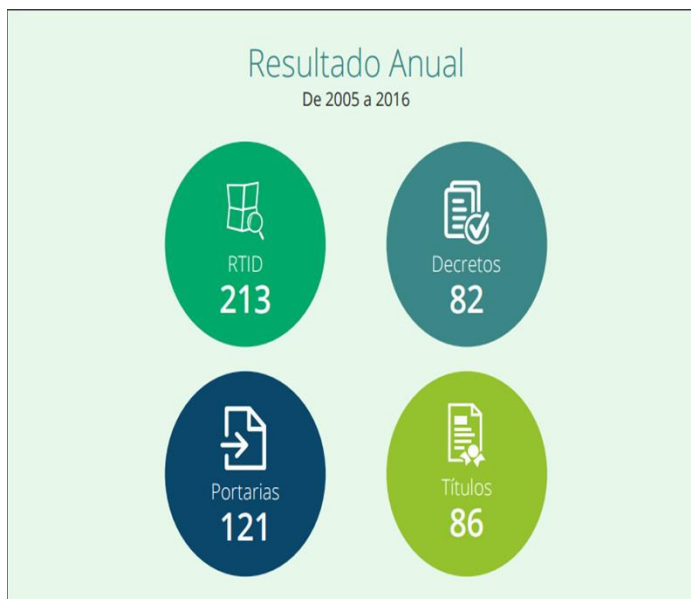 Resultado Anual
De 2005 a 2016
RTID
213
Decretos
82
Portarias
121
Títulos
86